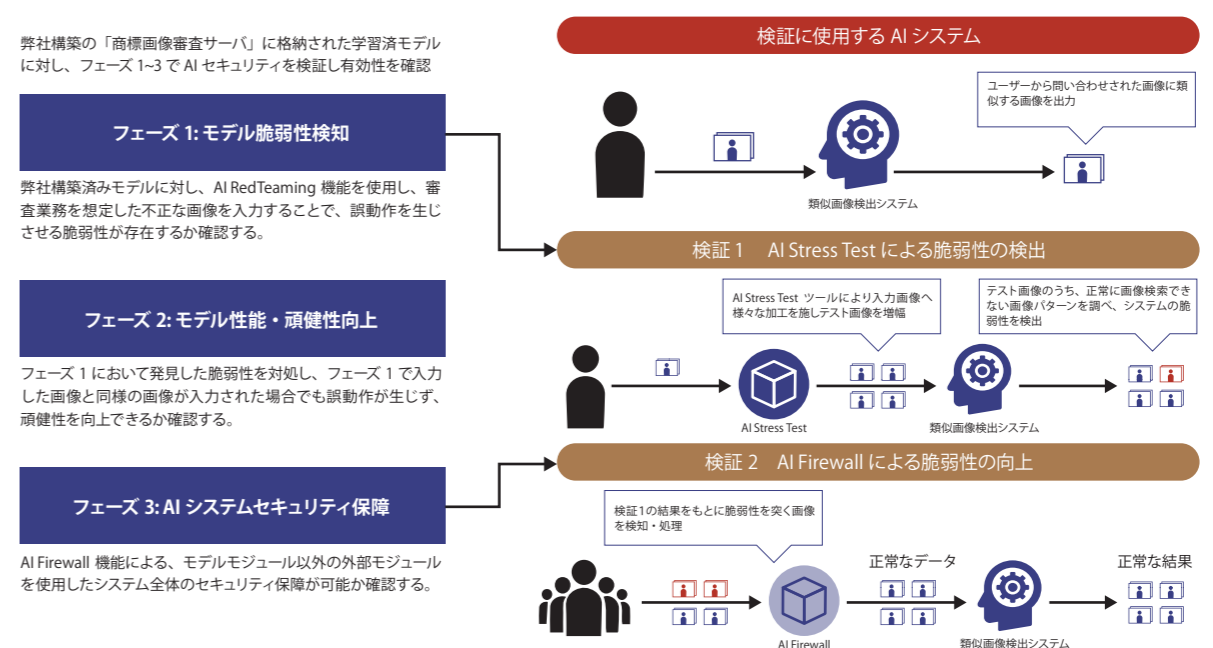 弊社構築の「商標画像審査サーバ」に格納された学習済モデル
に対し、フェーズ 1~3 で AI セキュリティを検証し有効性を確認
フェーズ 1: モデル脆弱性検知
弊社構築済みモデルに対し、AI RedTeaming 機能を使用し、審
査業務を想定した不正な画像を入力することで、誤動作を生じ
させる脆弱性が存在するか確認する。
フェーズ 2: モデル性能・頑健性向上
フェーズ 1 において発見した脆弱性を対処し、フェーズ 1 で入力
した画像と同様の画像が入力された場合でも誤動作が生じず、
頑健性を向上できるか確認する。
フェーズ 3: AI システムセキュリティ保障
AI Firewall 機能による、モデルモジュール以外の外部モジュール
を使用したシステム全体のセキュリティ保障が可能か確認する。
検証に使用する AI システム
ユーザーから問い合わせされた画像に類
似する画像を出力
類似画像検出システム
検証 1 AI Stress Test による脆弱性の検出
AI Stress Test ツールにより入力画像へ
様々な加工を施しテスト画像を増幅
テスト画像のうち、正常に画像検索でき
ない画像パターンを調べ、システムの脆
弱性を検出
AI Stress Test
類似画像検出システム
検証 2 AI Firewall による脆弱性の向上
検証1の結果をもとに脆弱性を突く画像
を検知・処理
正常なデータ
正常な結果
AI Firewall
類似画像検出システム